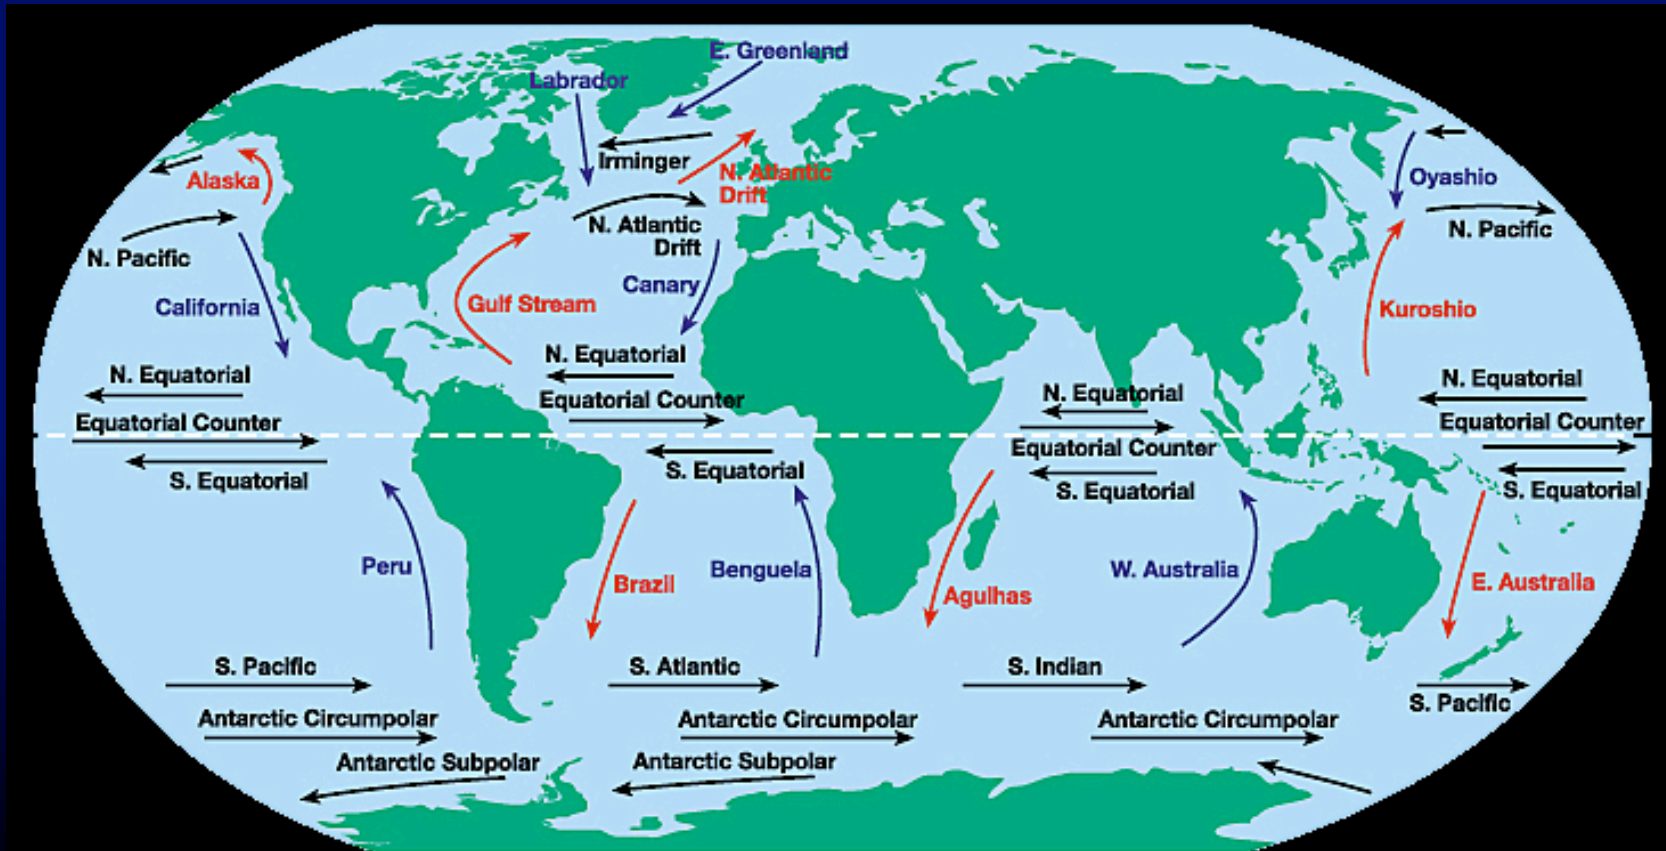 E. Greenland
Labrador
Irminger
Alaska
N. Atlantic
Drift
Oyashio
N. Pacific
N. Atlantic
Drift
N. Pacific
California
Gulf Stream
Canary
Kuroshio
N. Equatorial
N. Equatorial
N. Equatorial
N. Equatorial
Equatorial Counter
Equatorial Counter
Equatorial Counter
Equatorial Counter
S. Equatorial
S. Equatorial
S. Equatorial
S. Equatorial
Peru
Brazil
Benguela
Agulhas
W. Australia
E. Australia
S. Pacific
S. Atlantic
S. Indian
S. Pacific
Antarctic Circumpolar
Antarctic Circumpolar
Antarctic Circumpolar
Antarctic Subpolar
Antarctic Subpolar